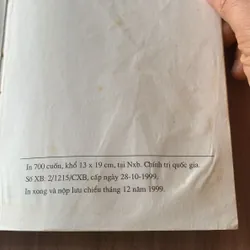 In 700 cuốn, khổ 13 x 19 cm, tại Nxb. Chính trị quốc gia.
Số XB: 2/1215/CXB, cấp ngày 28-10-1999.
In xong và nộp lưu chiểu tháng 12 năm 1999.